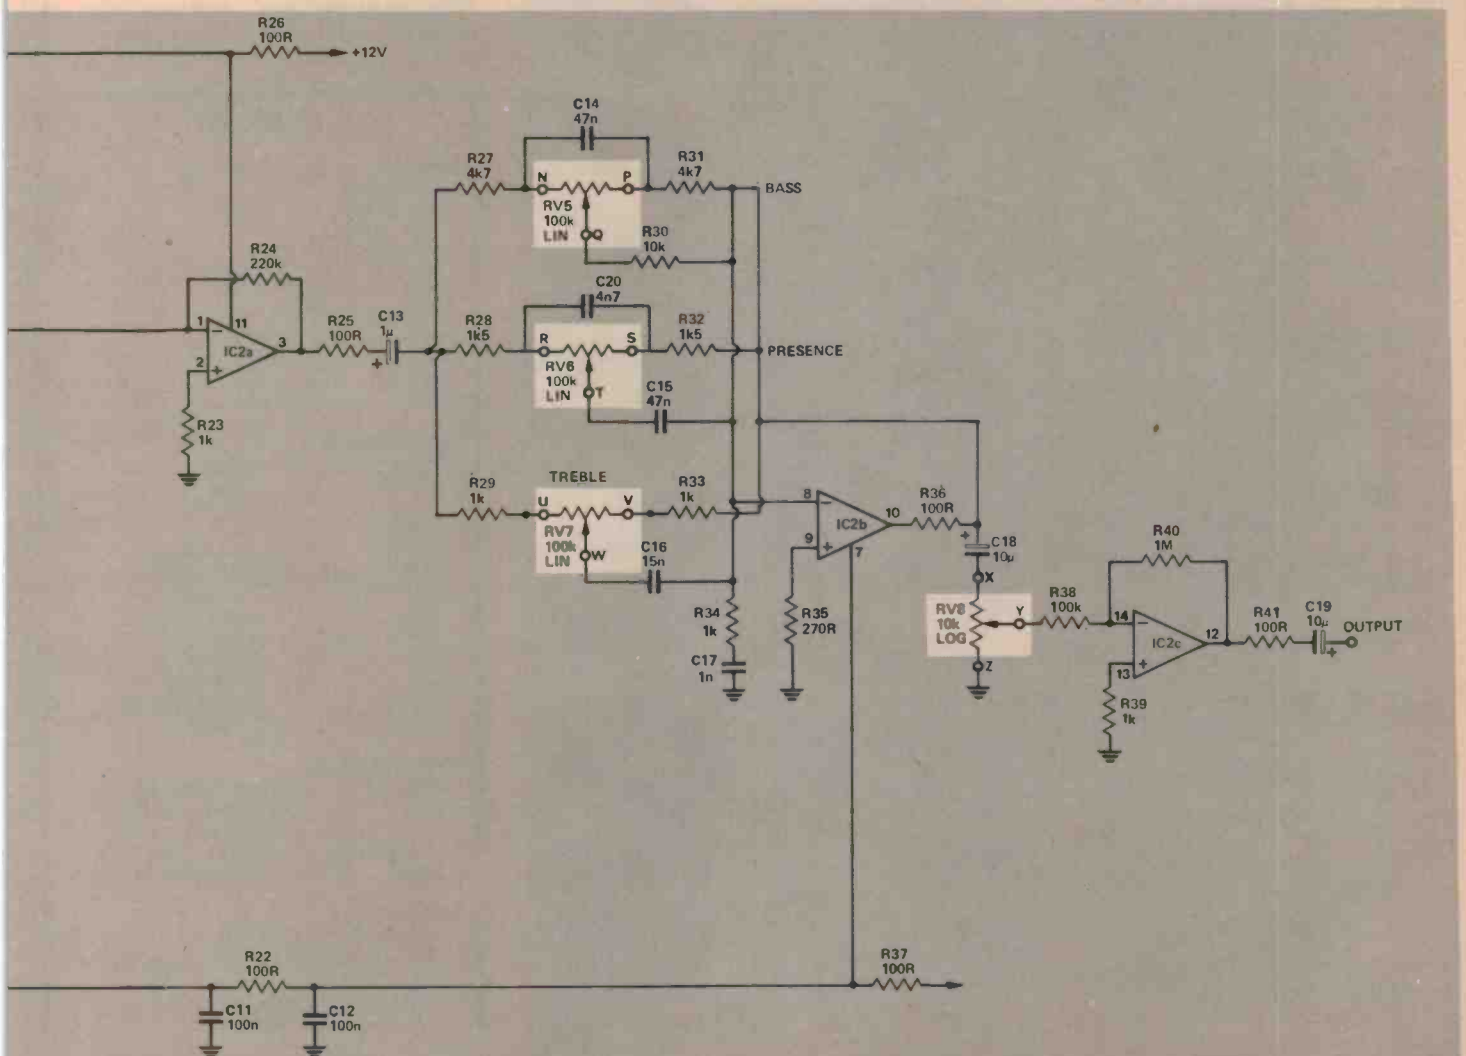 R26
100R
+12V
C14
47n
R27
4k7
N
P
R31
4k7
BASS
RV5
100k
LIN
Q
R30
10k
R24
220k
C20
4n7
1
11
IC2a
3
2
+
R25
100R
C13
1μ
+
R28
1k5
R
S
R32
1k5
PRESENCE
RV6
100k
LIN
T
C15
47n
R23
1k
TREBLE
R29
1k
U
V
R33
1k
RV7
100k
LIN
W
C16
15n
8
IC2b
10
9
+
7
R36
100R
+
C18
10μ
X
R34
1k
R35
270R
C17
1n
RV8
10k
LOG
Y
Z
R38
100k
R40
1M
14
IC2c
12
13
+
R41
100R
C19
10μ
+
OUTPUT
R39
1k
R22
100R
R37
100R
C11
100n
C12
100n